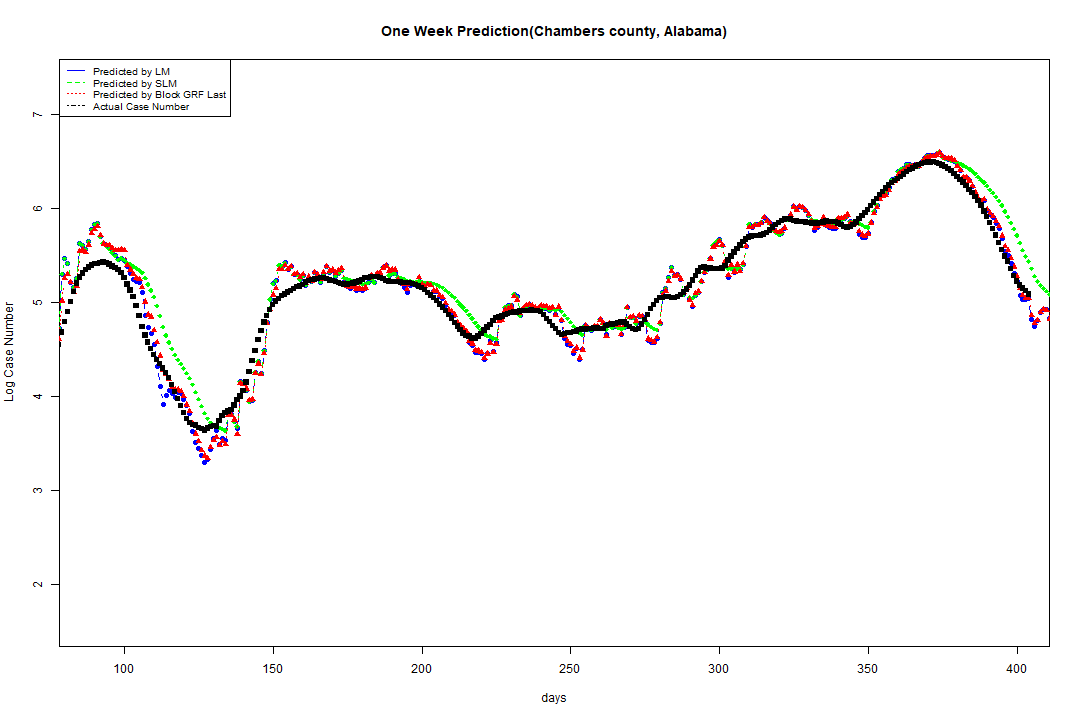 One Week Prediction(Chambers county, Alabama)
Predicted by LM
Predicted by SLM
Predicted by Block GRF Last
Actual Case Number
7
6
5
4
3
2
Log Case Number
100 150 200 250 300 350 400
days